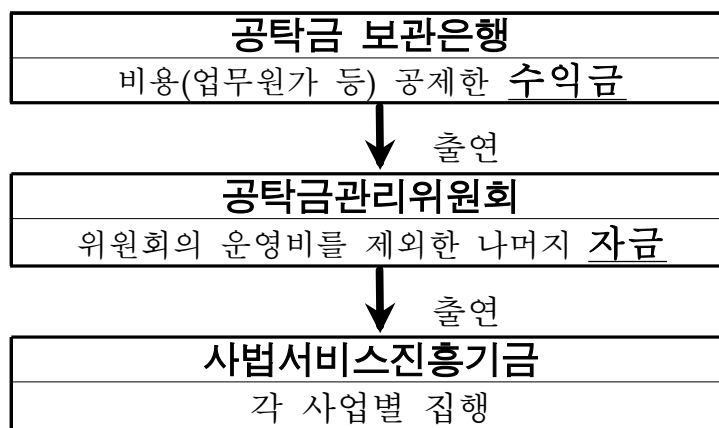 공탁금 보관은행
비용(업무원가 등) 공제한 수익금
출연
공탁금관리위원회
위원회의 운영비를 제외한 나머지 자금
출연
사법서비스진흥기금
각 사업별 집행